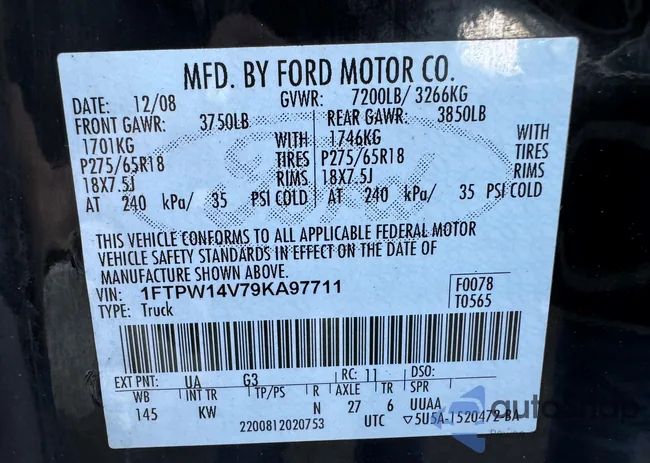 MFD. BY FORD MOTOR CO.
DATE: 12/08 GVWR: 7200LB/ 3266KG
FRONT GAWR: 3750LB REAR GAWR: 3850LB
1701KG WITH 1746KG WITH
P275/65R18 TIRES P275/65R18 TIRES
18X7.5J RIMS 18X7.5J RIMS
AT 240 kPa/ 35 PSI COLD AT 240 kPa/ 35 PSI COLD
THIS VEHICLE CONFORMS TO ALL APPLICABLE FEDERAL MOTOR
VEHICLE SAFETY STANDARDS IN EFFECT ON THE DATE OF
MANUFACTURE SHOWN ABOVE.
VIN: 1FTPW14V79KA97711 F0078
TYPE: Truck T0565
EXT PNT: UA G3 RC: 11 DSO:
WB INT TR TP/PS R AXLE TR SPR
145 KW N 27 6 UUAA
2200812020753 UTC ▽5U5A-1520472-BA
autosnap